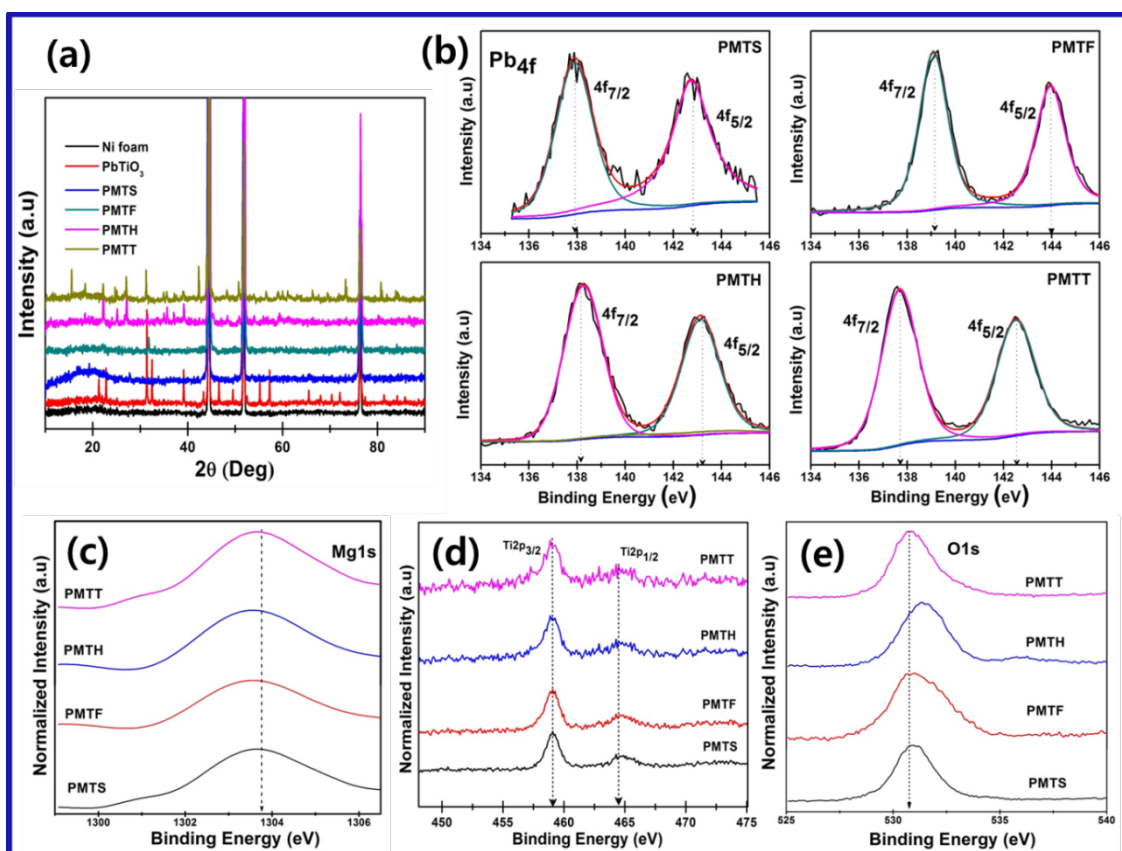 (a)
Intensity (a.u)
Ni foam
PbTiO3
PMTS
PMTF
PMTH
PMTT
20 40 60 80
2θ (Deg)
(b)
Pb4f
PMTS
4f7/2
4f5/2
Intensity (a.u)
134 136 138 140 142 144 146
PMTF
4f7/2
4f5/2
Intensity (a.u)
134 136 138 140 142 144 146
PMTH
4f7/2
4f5/2
Intensity (a.u)
134 136 138 140 142 144 146
Binding Energy (eV)
PMTT
4f7/2
4f5/2
Intensity (a.u)
134 136 138 140 142 144 146
Binding Energy (eV)
(c)
Mg1s
Normalized Intensity (a.u)
PMTT
PMTH
PMTF
PMTS
1300 1302 1304 1306
Binding Energy (eV)
(d)
Ti2p3/2
Ti2p1/2
Normalized Intensity (a.u)
PMTT
PMTH
PMTF
PMTS
450 455 460 465 470 475
Binding Energy (eV)
(e)
O1s
Normalized Intensity (a.u)
PMTT
PMTH
PMTF
PMTS
525 530 535 540
Binding Energy (eV)